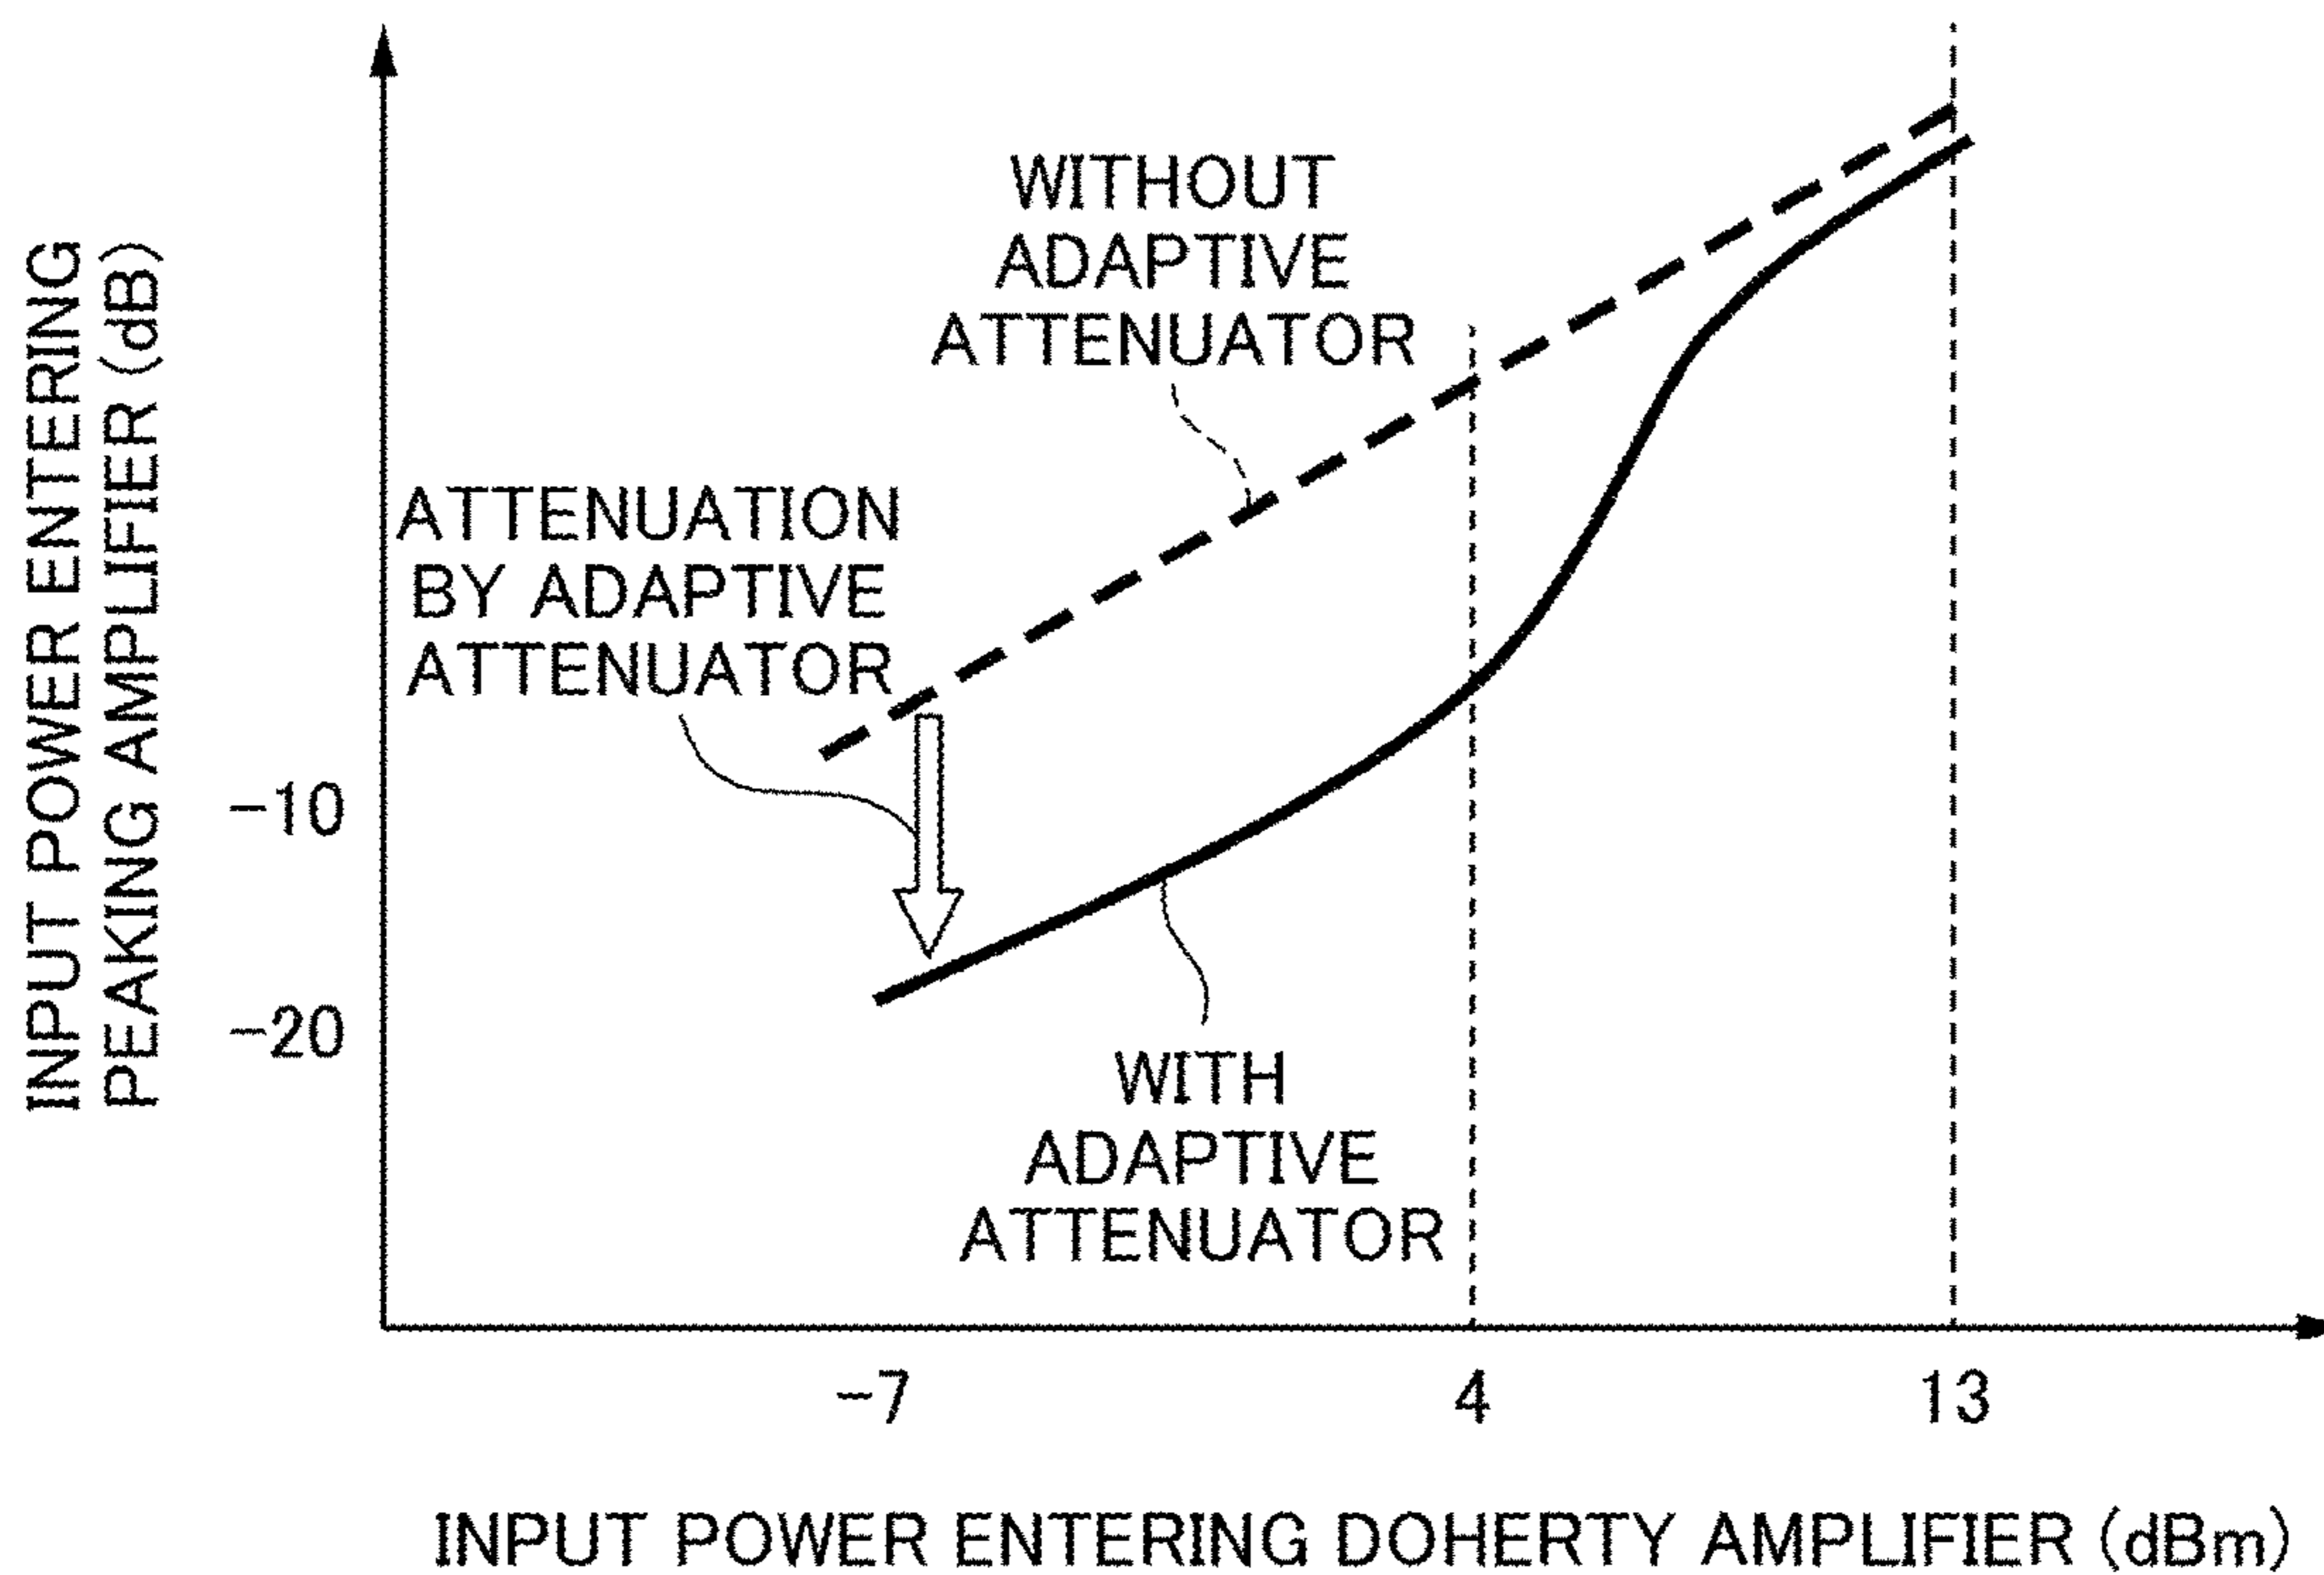 INPUT POWER ENTERING
PEAKING AMPLIFIER (dB)
WITHOUT
ADAPTIVE
ATTENUATOR
ATTENUATION
BY ADAPTIVE
ATTENUATOR
-10
-20
WITH
ADAPTIVE
ATTENUATOR
-7 4 13
INPUT POWER ENTERING DOHERTY AMPLIFIER (dBm)